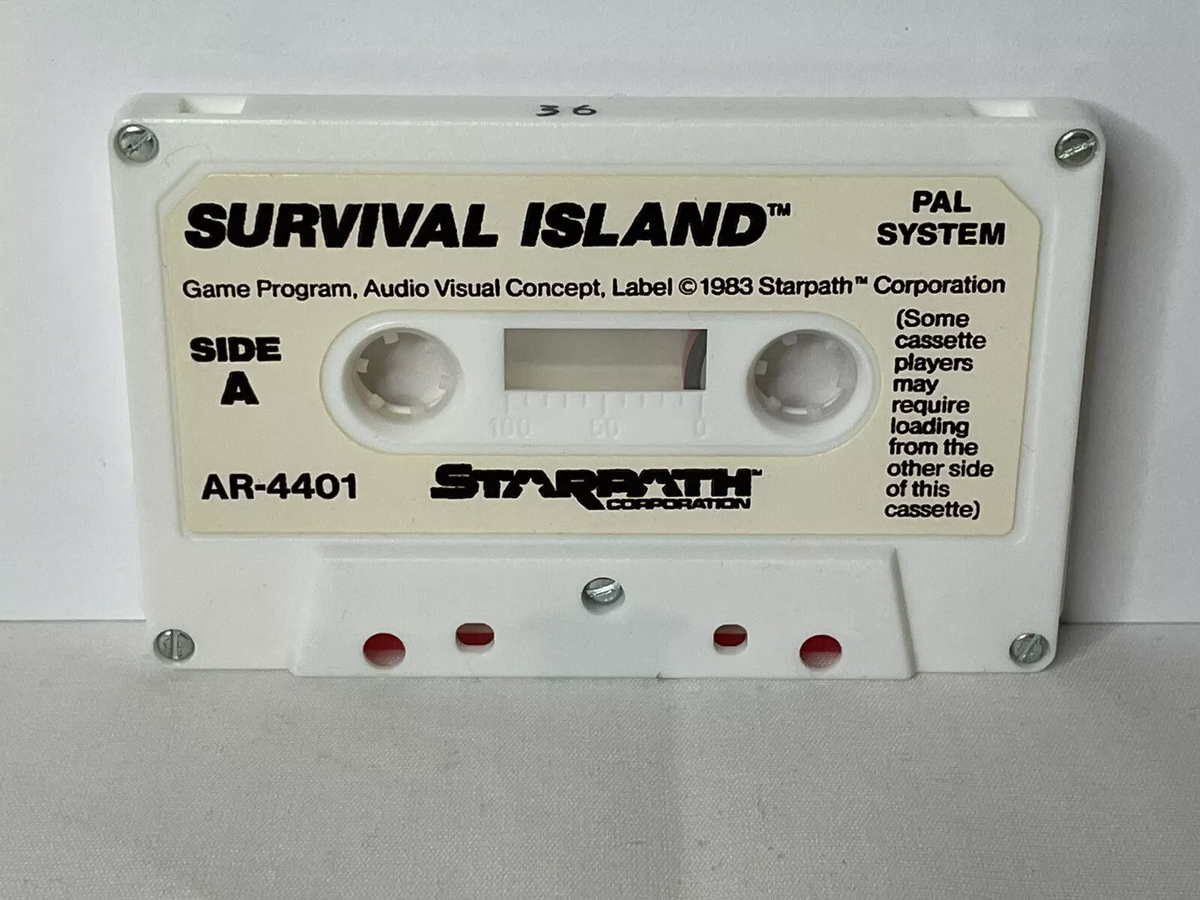 36
SURVIVAL ISLAND™
PAL
SYSTEM
Game Program, Audio Visual Concept, Label ©1983 Starpath™ Corporation
SIDE
A
(Some
cassette
players
may
require
loading
from the
other side
of this
cassette)
100 50 0
AR-4401
STARPATH™
CORPORATION